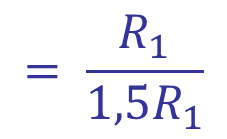 = R₁ / 1,5R₁